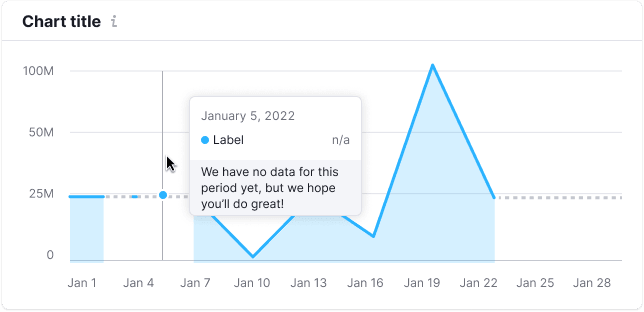 Chart title i
100M
January 5, 2022
Label n/a
50M
We have no data for this
period yet, but we hope
you'll do great!
25M
0
Jan 1 Jan 4 Jan 7 Jan 10 Jan 13 Jan 16 Jan 19 Jan 22 Jan 25 Jan 28